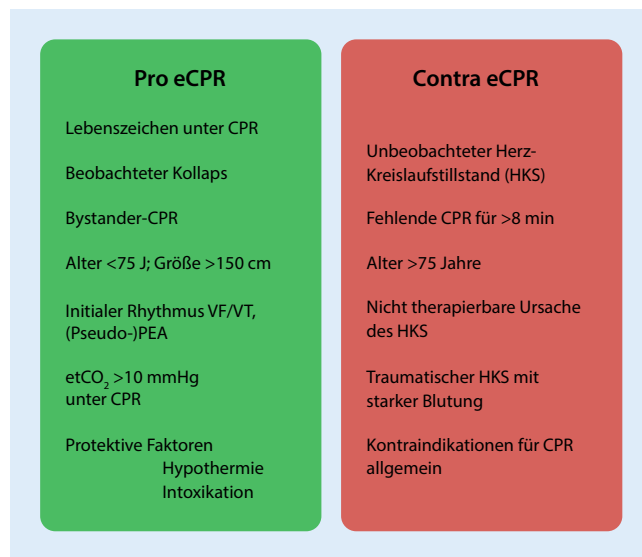 Pro eCPR
Lebenszeichen unter CPR
Beobachteter Kollaps
Bystander-CPR
Alter <75 J; Größe >150 cm
Initialer Rhythmus VF/VT,
(Pseudo-)PEA
etCO₂ >10 mmHg
unter CPR
Protektive Faktoren
Hypothermie
Intoxikation
Contra eCPR
Unbeobachteter Herz-
Kreislaufstillstand (HKS)
Fehlende CPR für >8 min
Alter >75 Jahre
Nicht therapierbare Ursache
des HKS
Traumatischer HKS mit
starker Blutung
Kontraindikationen für CPR
allgemein